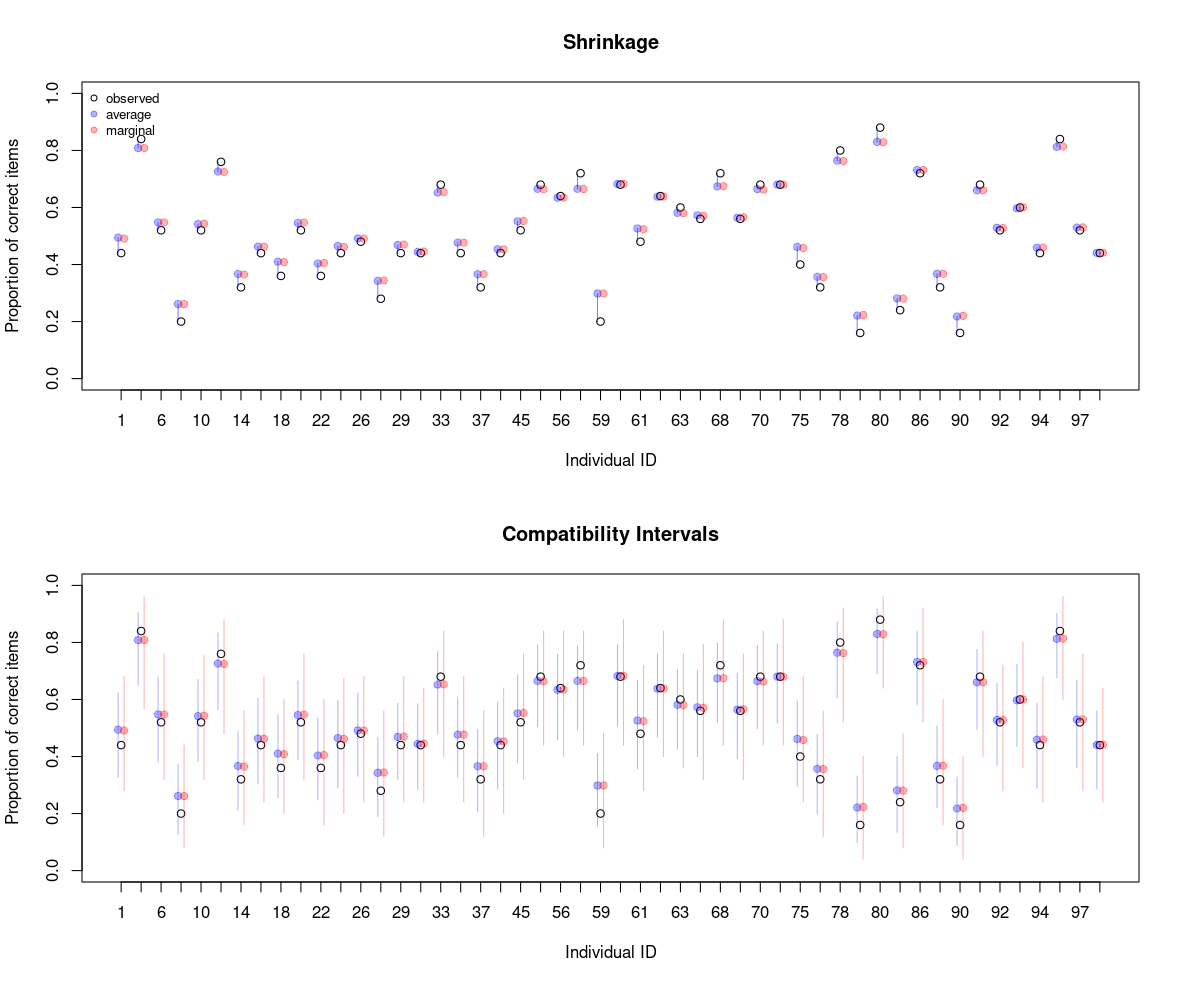 Shrinkage
observed
average
marginal
Proportion of correct items
1.0
0.8
0.6
0.4
0.2
0.0
1 6 10 14 18 22 26 29 33 37 45 56 59 61 63 68 70 75 78 80 86 90 92 94 97
Individual ID
Compatibility Intervals
Proportion of correct items
1.0
0.8
0.6
0.4
0.2
0.0
1 6 10 14 18 22 26 29 33 37 45 56 59 61 63 68 70 75 78 80 86 90 92 94 97
Individual ID